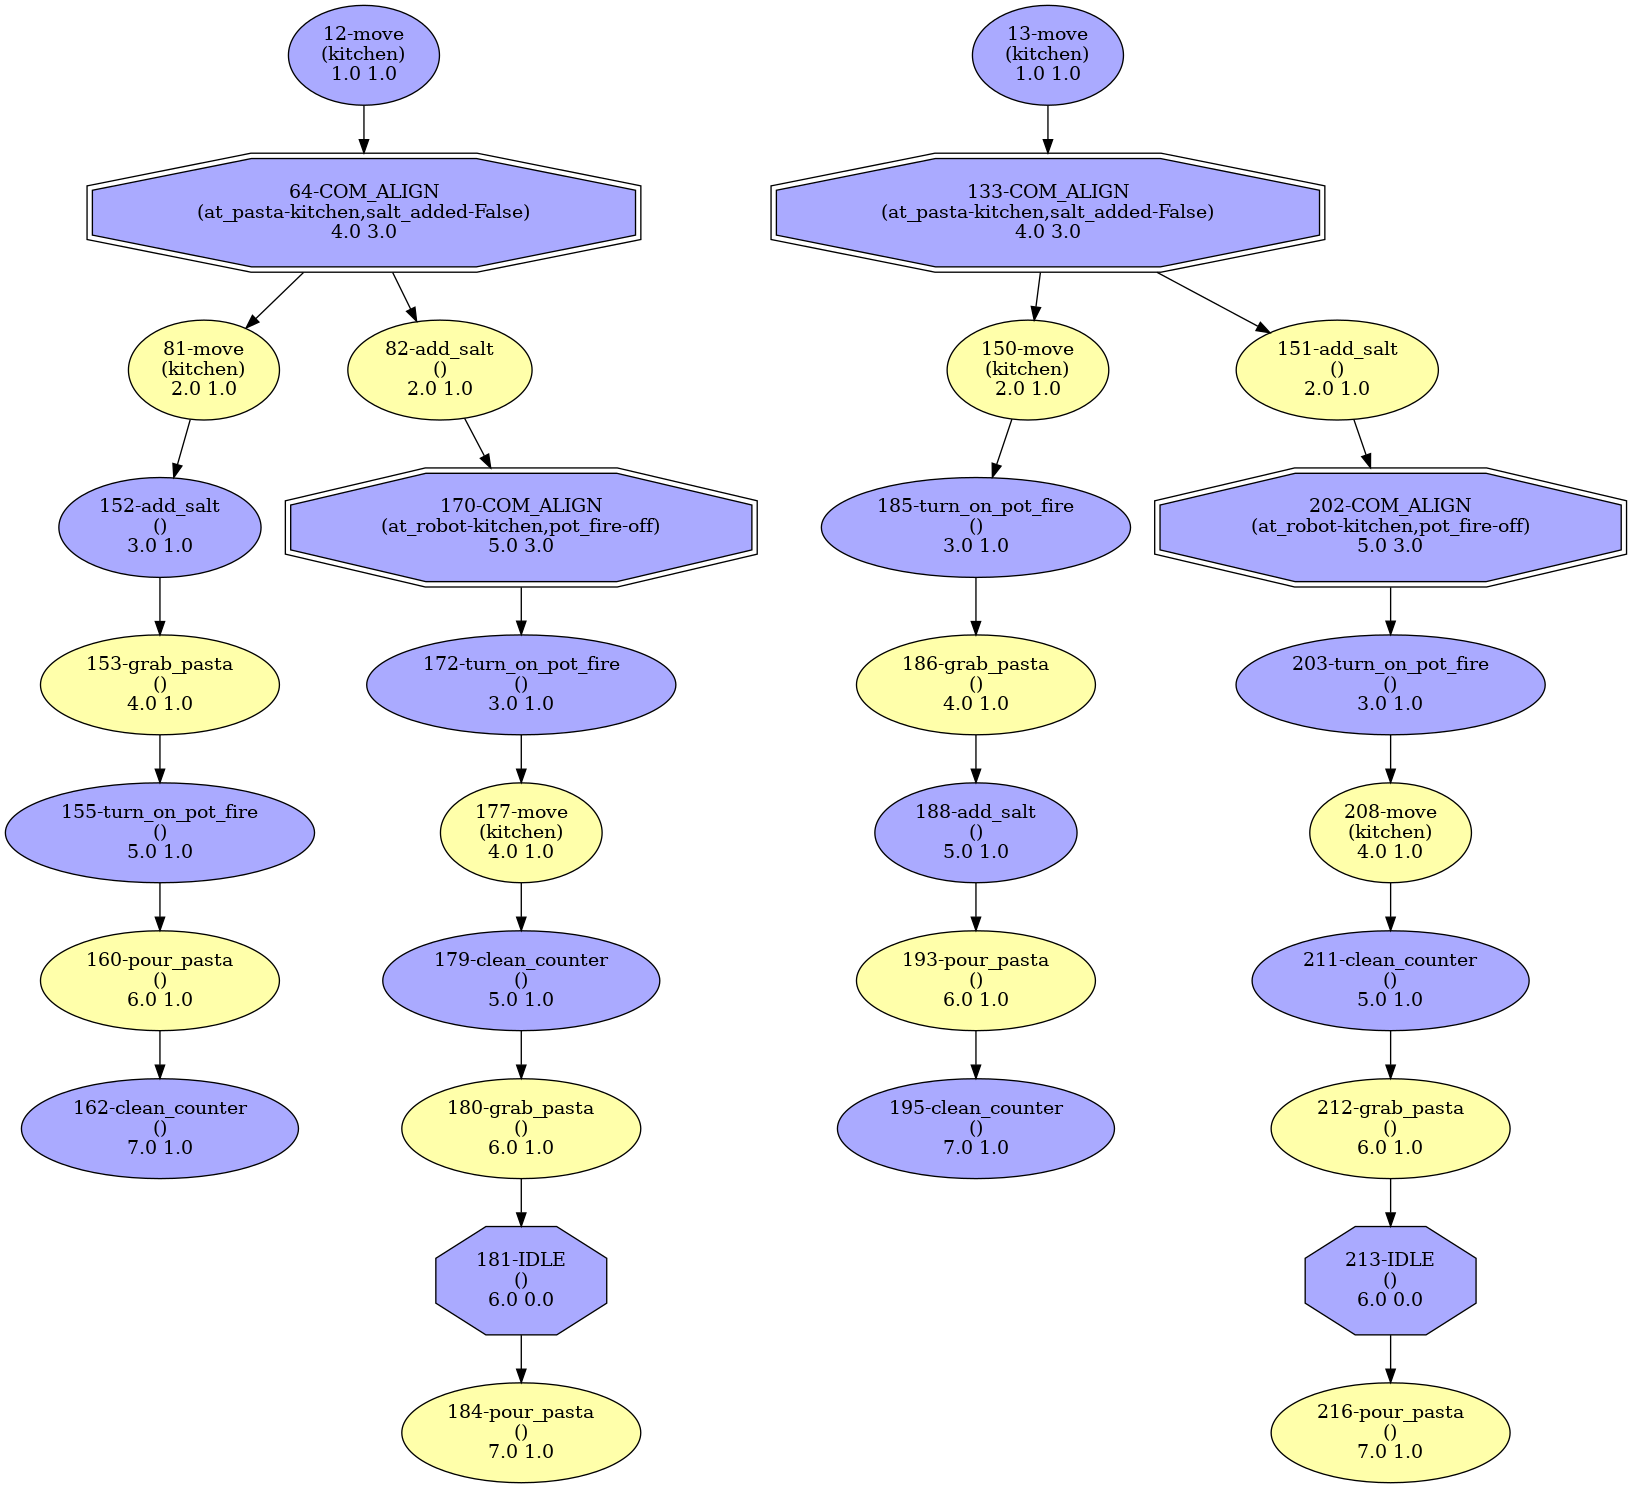 12-move
(kitchen)
1.0 1.0
13-move
(kitchen)
1.0 1.0
64-COM_ALIGN
(at_pasta-kitchen,salt_added-False)
4.0 3.0
133-COM_ALIGN
(at_pasta-kitchen,salt_added-False)
4.0 3.0
81-move
(kitchen)
2.0 1.0
82-add_salt
()
2.0 1.0
150-move
(kitchen)
2.0 1.0
151-add_salt
()
2.0 1.0
152-add_salt
()
3.0 1.0
170-COM_ALIGN
(at_robot-kitchen,pot_fire-off)
5.0 3.0
185-turn_on_pot_fire
()
3.0 1.0
202-COM_ALIGN
(at_robot-kitchen,pot_fire-off)
5.0 3.0
153-grab_pasta
()
4.0 1.0
172-turn_on_pot_fire
()
3.0 1.0
186-grab_pasta
()
4.0 1.0
203-turn_on_pot_fire
()
3.0 1.0
155-turn_on_pot_fire
()
5.0 1.0
177-move
(kitchen)
4.0 1.0
188-add_salt
()
5.0 1.0
208-move
(kitchen)
4.0 1.0
160-pour_pasta
()
6.0 1.0
179-clean_counter
()
5.0 1.0
193-pour_pasta
()
6.0 1.0
211-clean_counter
()
5.0 1.0
162-clean_counter
()
7.0 1.0
180-grab_pasta
()
6.0 1.0
195-clean_counter
()
7.0 1.0
212-grab_pasta
()
6.0 1.0
181-IDLE
()
6.0 0.0
213-IDLE
()
6.0 0.0
184-pour_pasta
()
7.0 1.0
216-pour_pasta
()
7.0 1.0